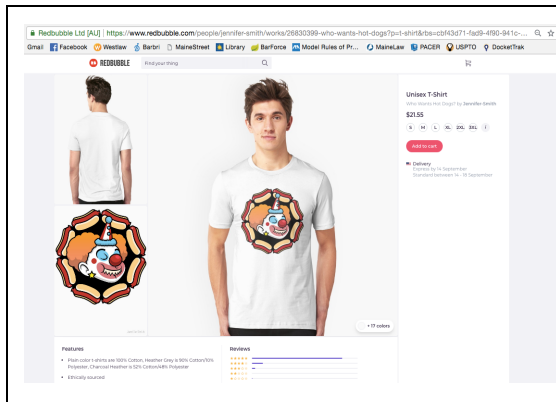 Redbubble Ltd [AU] | https://www.redbubble.com/people/jennifer-smith/works/26830399-who-wants-hot-dogs?p=t-shirt&rbs=cbf43d71-fad9-4f90-941c-...
Gmail Facebook Westlaw Barbri MaineStreet Library BarForce Model Rules of Pr... MaineLaw PACER USPTO DocketTrak
REDBUBBLE Find your thing
Unisex T-Shirt
Who Wants Hot Dogs? by Jennifer Smith
$21.55
S M L XL 2XL 3XL
Add to cart
Delivery
Express by 14 September
Standard between 14 - 18 September
+ 17 colors
Features
Plain color t-shirts are 100% Cotton, Heather Grey is 90% Cotton/10%
Polyester, Charcoal Heather is 52% Cotton/48% Polyester
Ethically sourced
Reviews